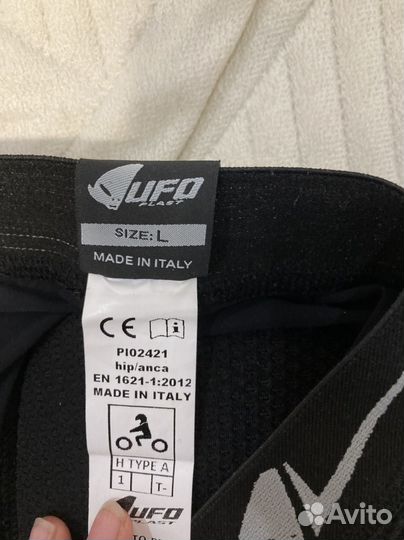 UFO
PLAST
SIZE: L
MADE IN ITALY
CE i
PI02421
hip/anca
EN 1621-1:2012
MADE IN ITALY
H TYPE A
1 T-
UFO
PLAST
Avito